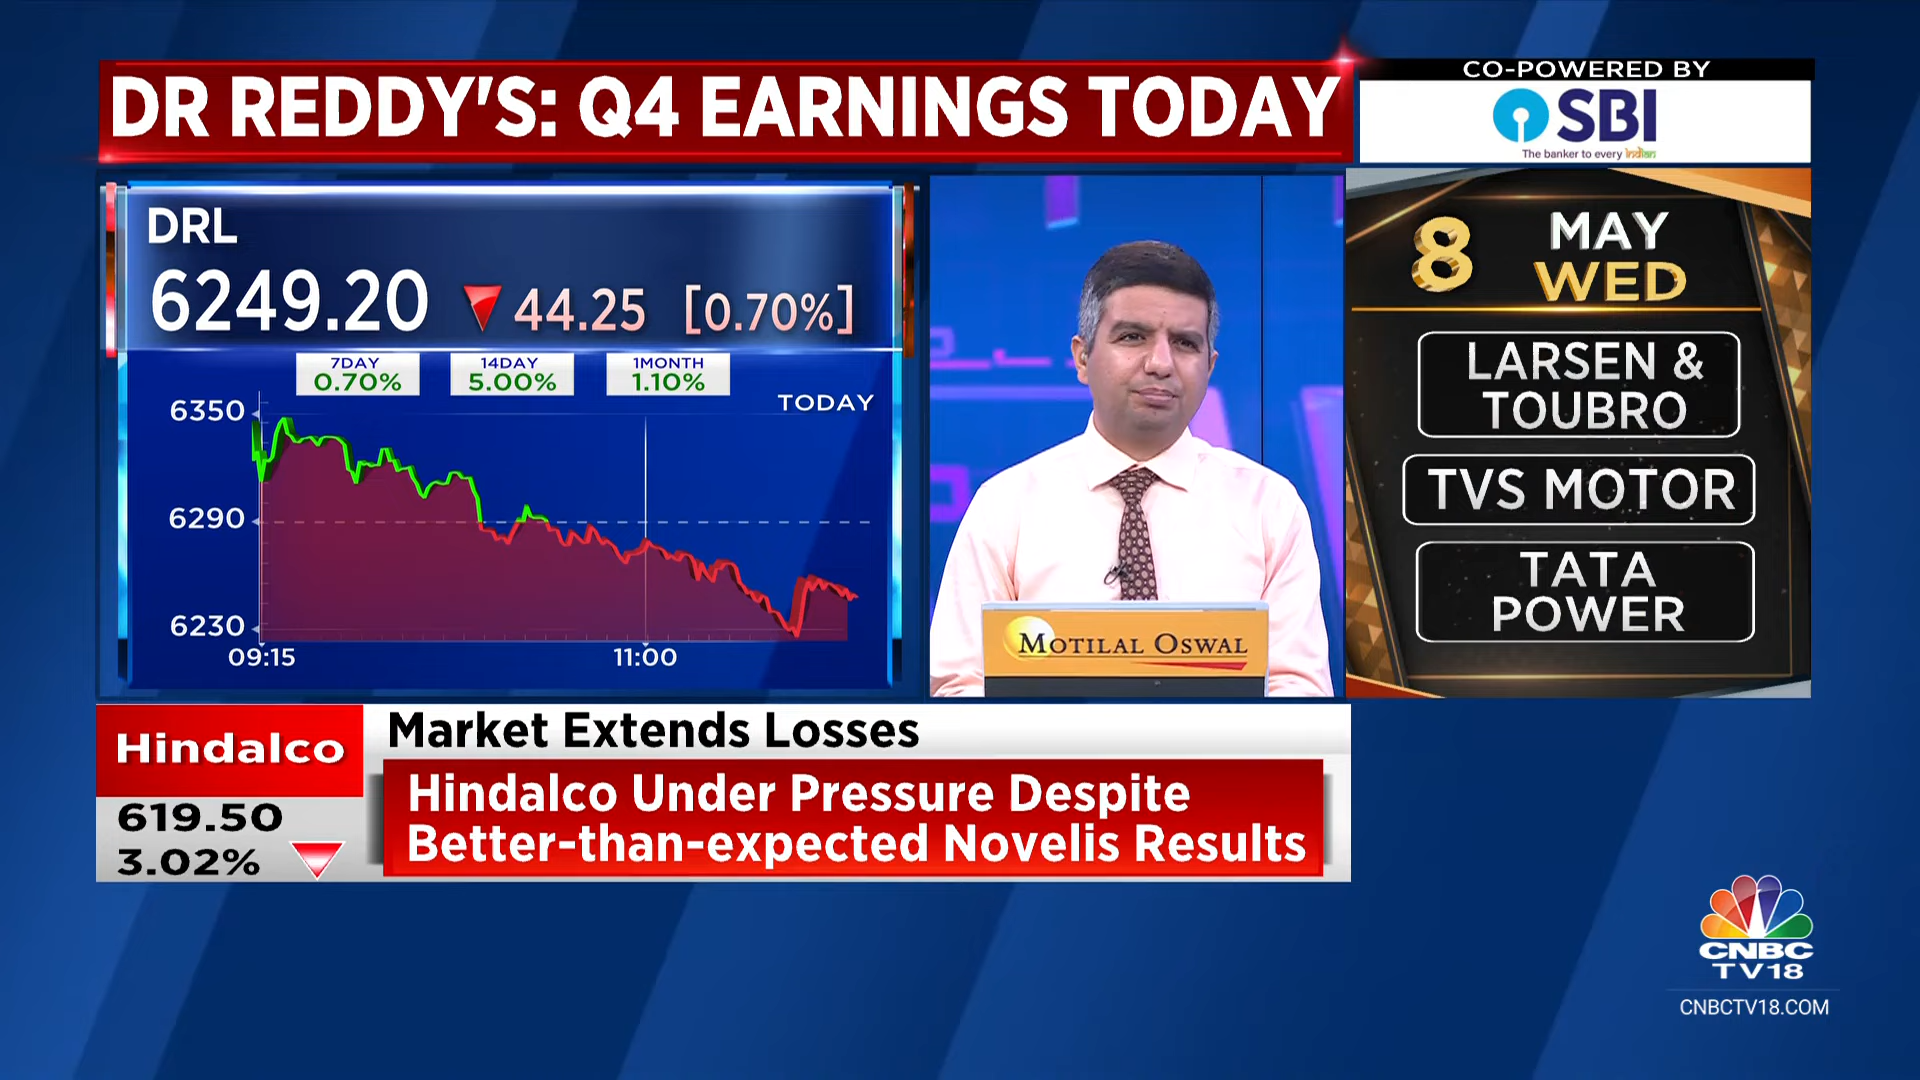 DR REDDY'S: Q4 EARNINGS TODAY
CO-POWERED BY
SBI
The banker to every indian
DRL
6249.20 ▼ 44.25 [0.70%]
7DAY
0.70%
14DAY
5.00%
1MONTH
1.10%
TODAY
6350
6290
6230
09:15
11:00
MOTILAL OSWAL
8 MAY
WED
LARSEN &
TOUBRO
TVS MOTOR
TATA
POWER
Hindalco
619.50
3.02% ▼
Market Extends Losses
Hindalco Under Pressure Despite
Better-than-expected Novelis Results
CNBC
TV18
CNBCTV18.COM